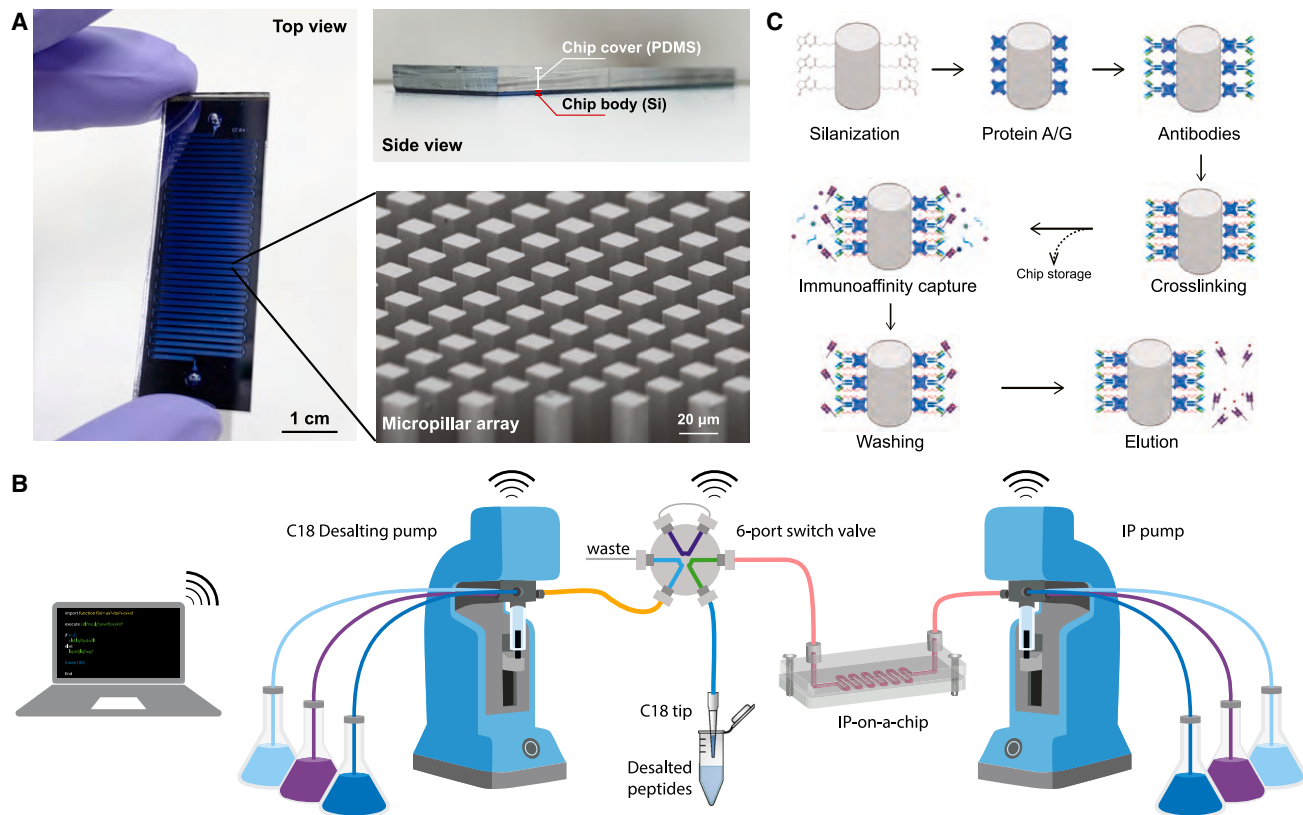 A
Top view
1 cm
Chip cover (PDMS)
Chip body (Si)
Side view
Micropillar array
20 µm
C
Silanization
Protein A/G
Antibodies
Immunoaffinity capture
Chip storage
Crosslinking
Washing
Elution
B
C18 Desalting pump
waste
6-port switch valve
IP pump
C18 tip
IP-on-a-chip
Desalted
peptides